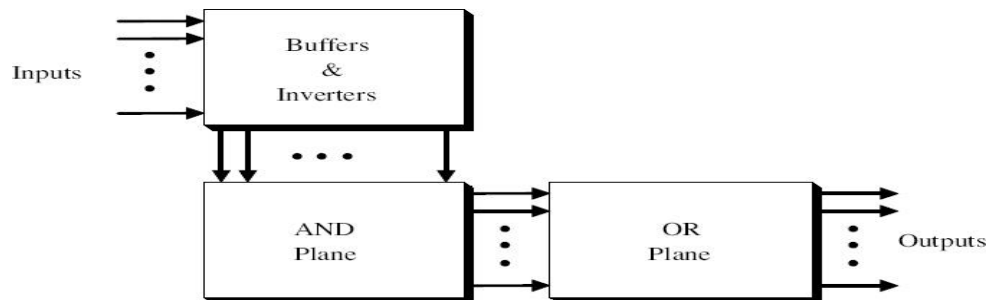 Inputs
Buffers
&
Inverters
AND
Plane
OR
Plane
Outputs